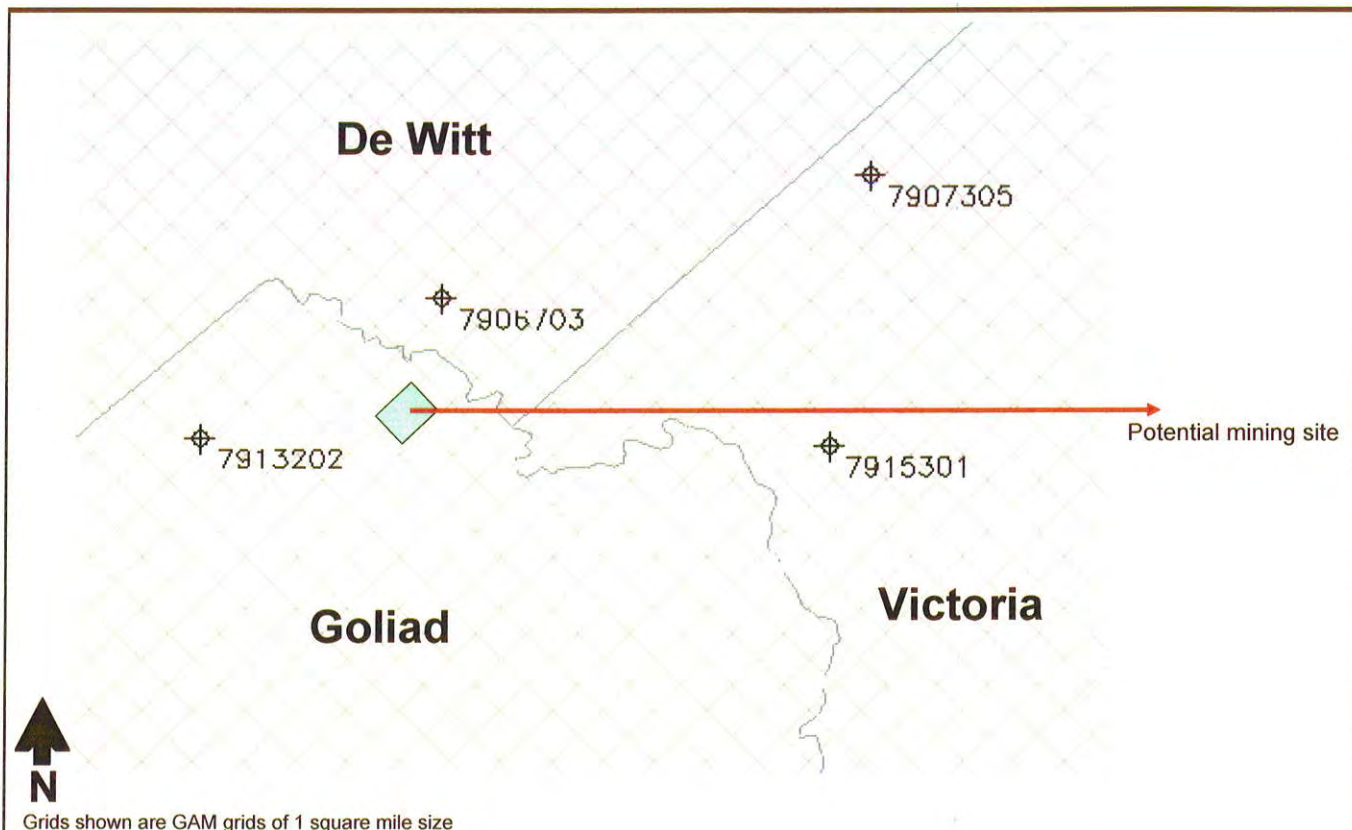 De Witt
7907305
7906703
7913202
Potential mining site
7915301
Goliad
Victoria
N
Grids shown are GAM grids of 1 square mile size